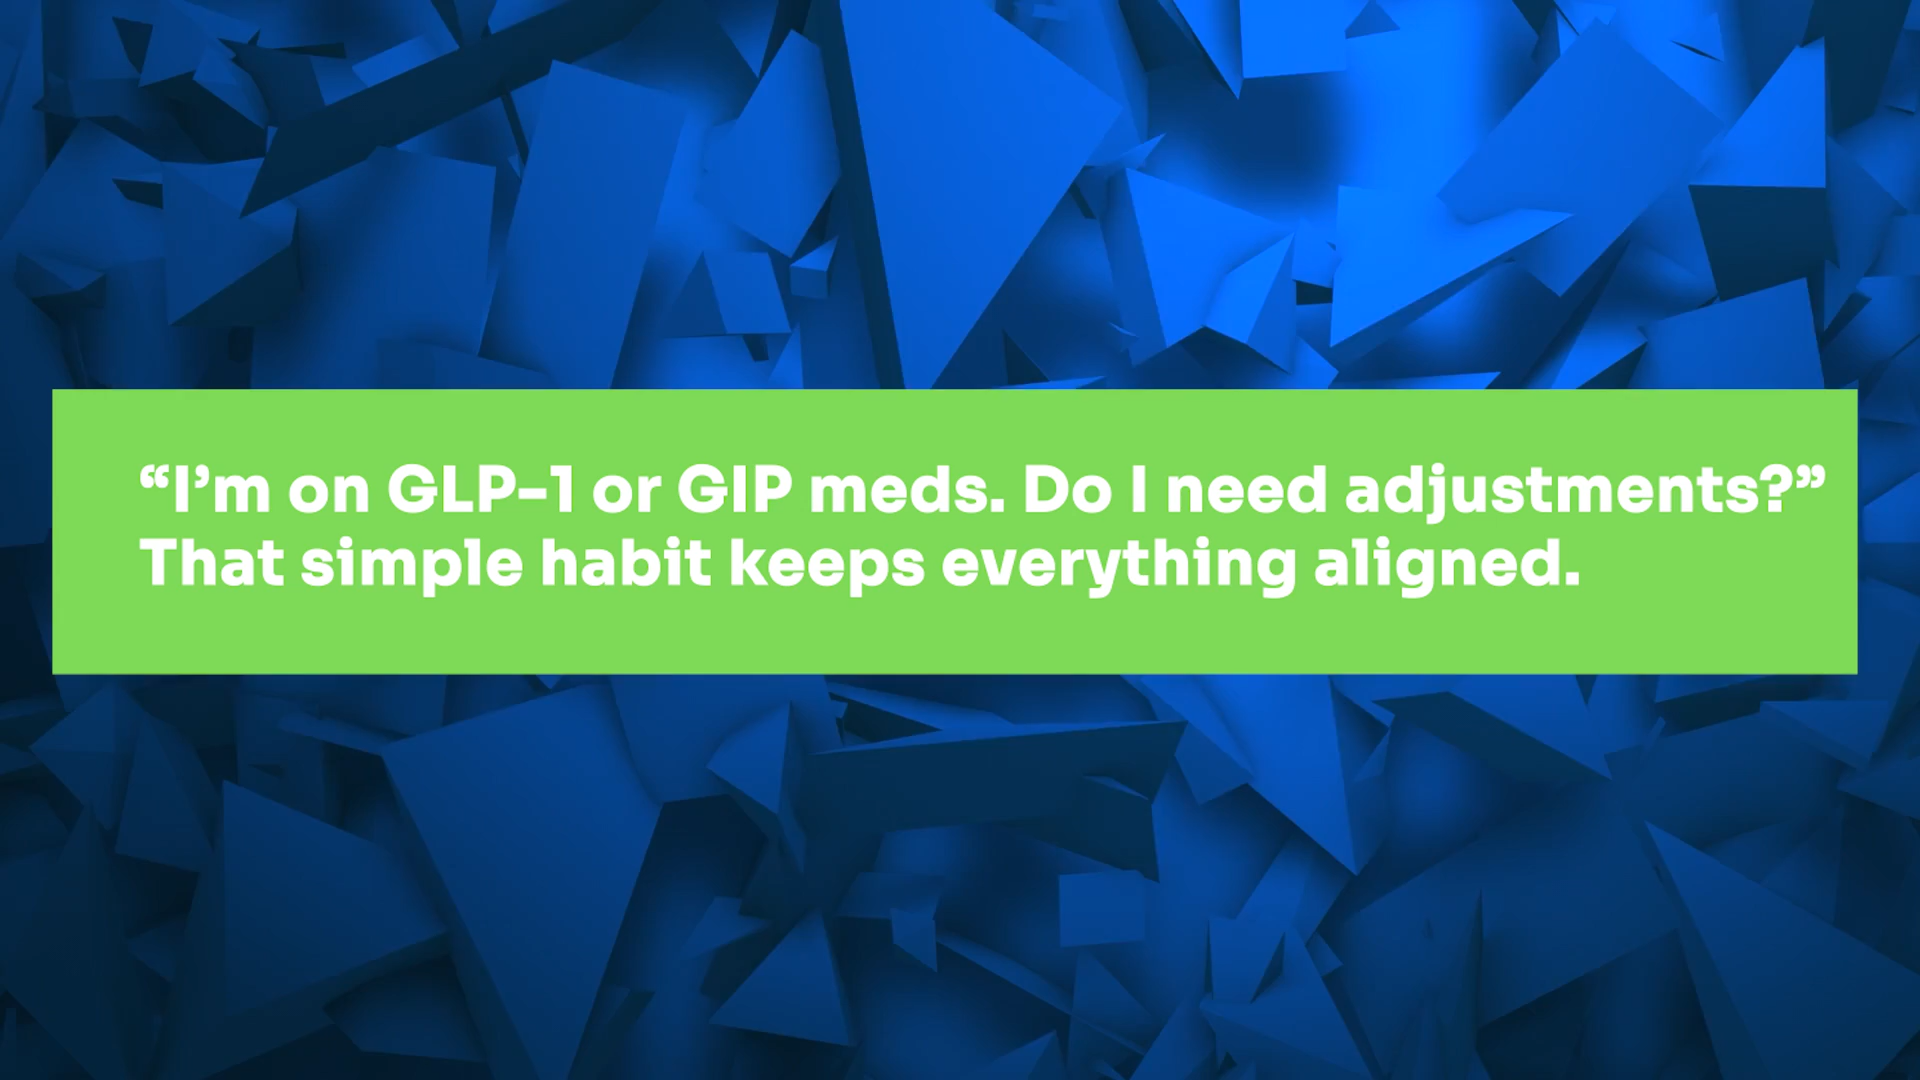 “I’m on GLP-1 or GIP meds. Do I need adjustments?”
That simple habit keeps everything aligned.